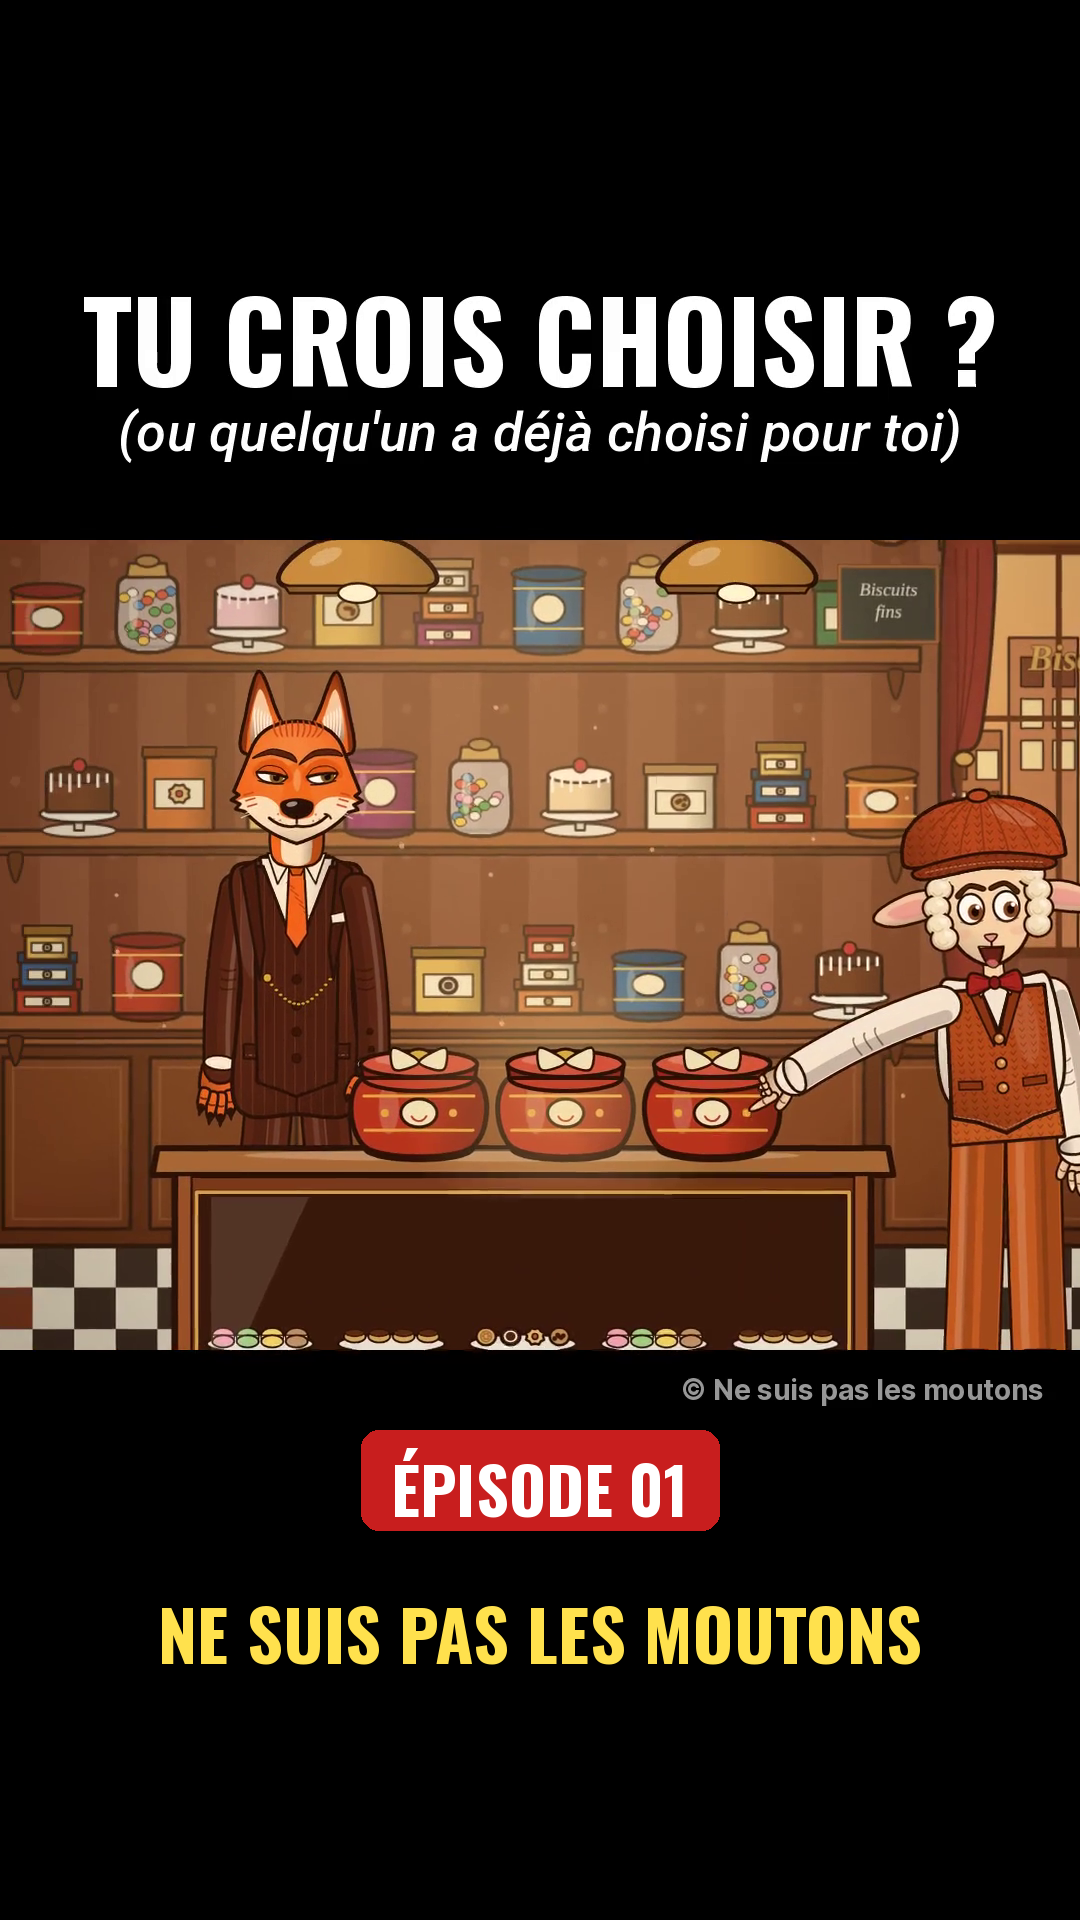 TU CROIS CHOISIR ?
(ou quelqu'un a déjà choisi pour toi)
Biscuits
fins
© Ne suis pas les moutons
ÉPISODE 01
NE SUIS PAS LES MOUTONS